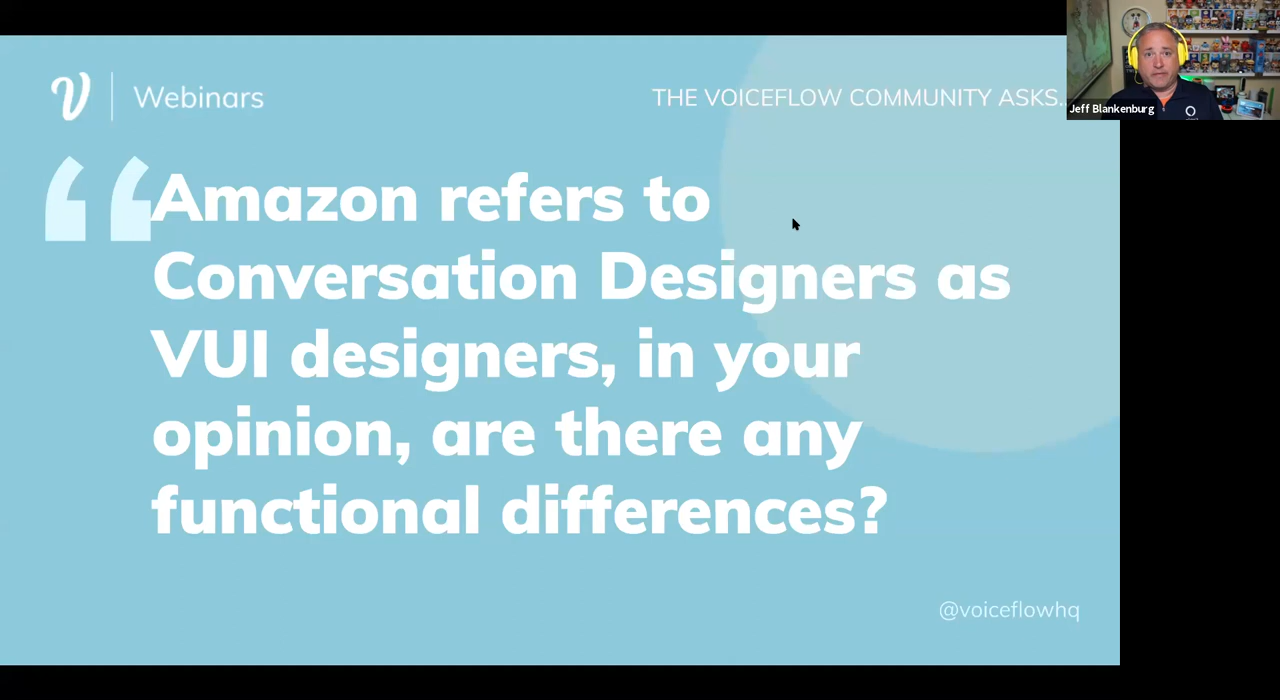 Webinars
THE VOICEFLOW COMMUNITY ASKS..
Jeff Blankenburg
“Amazon refers to
Conversation Designers as
VUI designers, in your
opinion, are there any
functional differences?
@voiceflowhq